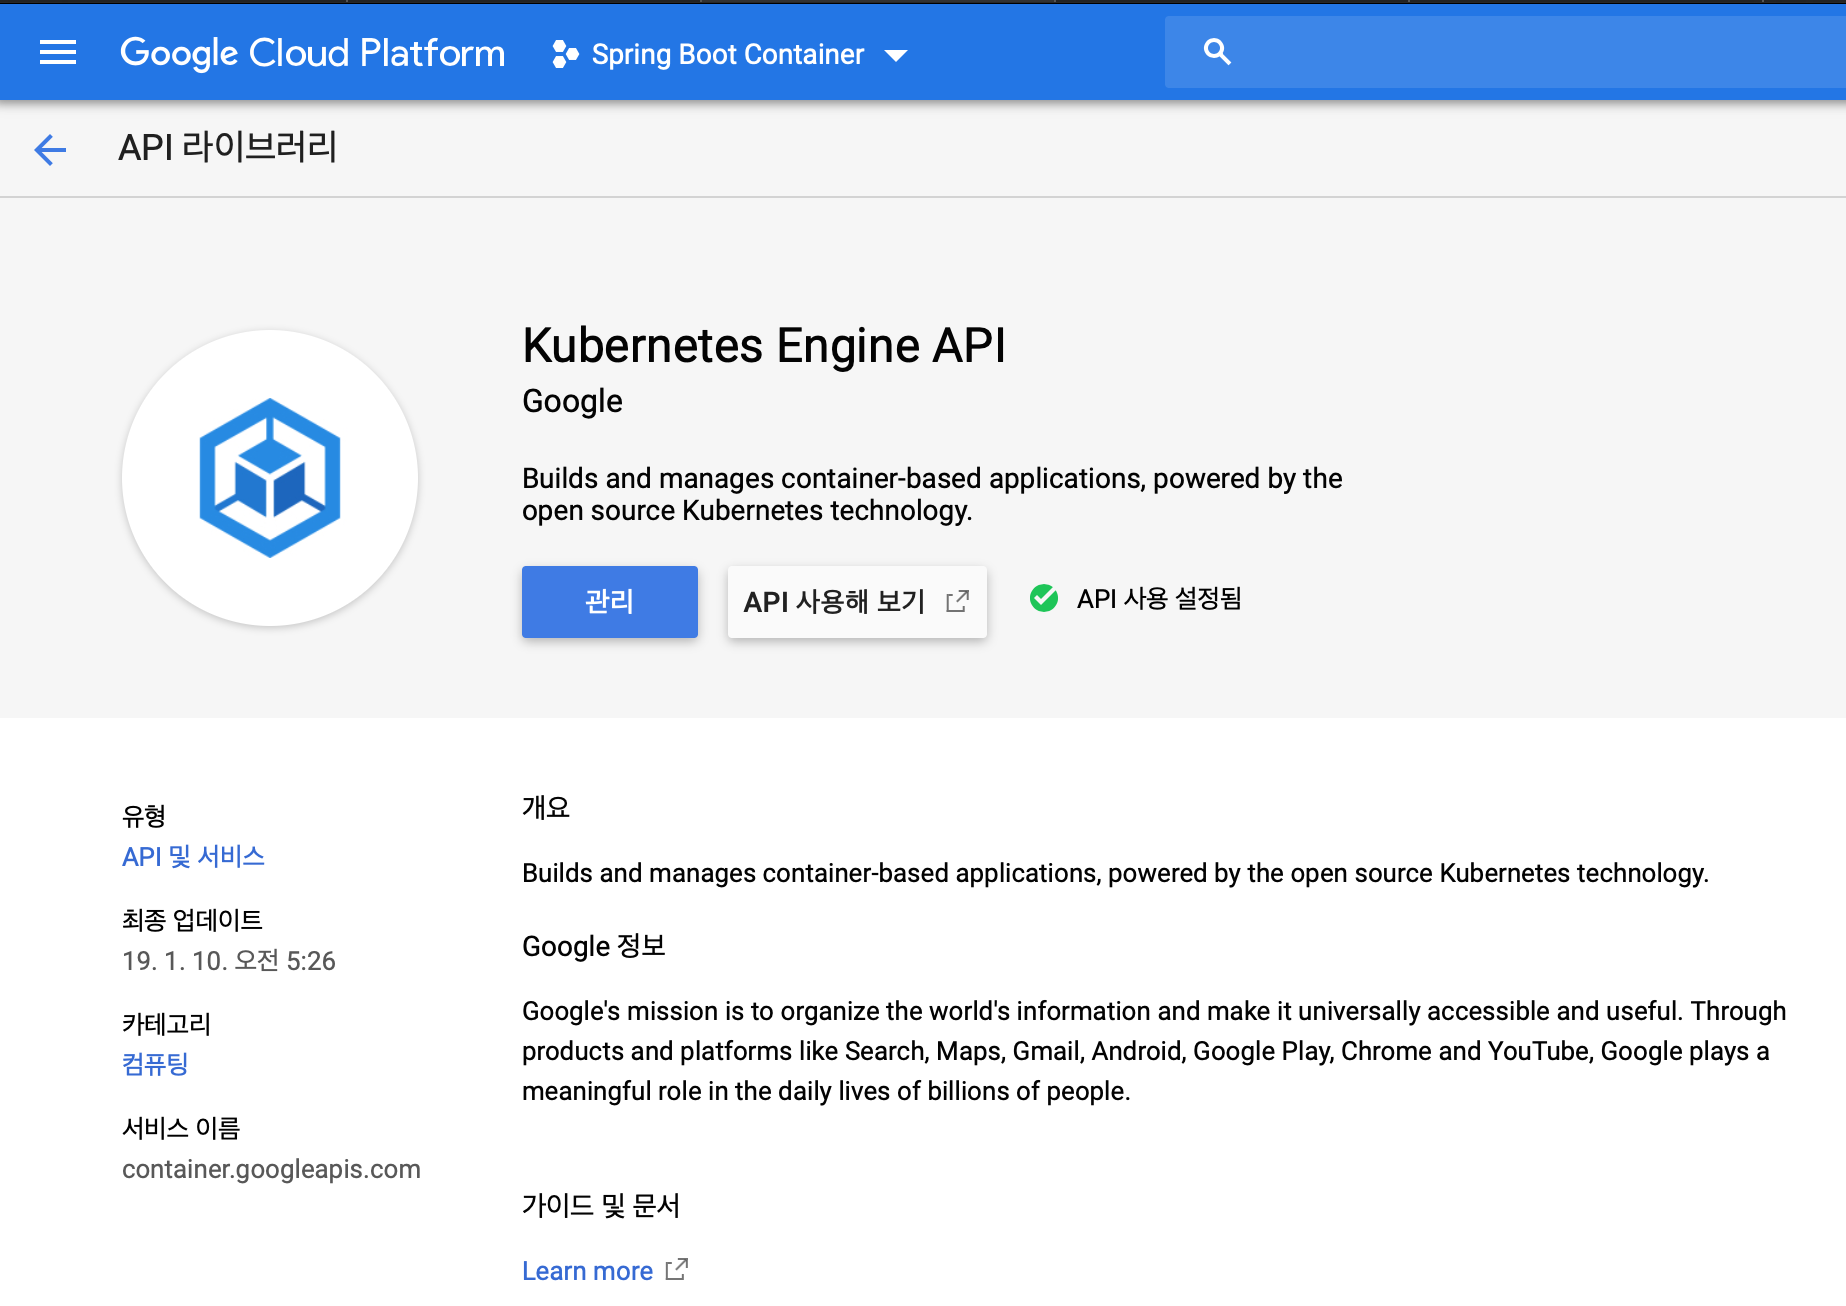 Google Cloud Platform
Spring Boot Container
API 라이브러리
Kubernetes Engine API
Google
Builds and manages container-based applications, powered by the
open source Kubernetes technology.
관리
API 사용해 보기
API 사용 설정됨
유형
API 및 서비스
최종 업데이트
19. 1. 10. 오전 5:26
카테고리
컴퓨팅
서비스 이름
container.googleapis.com
개요
Builds and manages container-based applications, powered by the open source Kubernetes technology.
Google 정보
Google's mission is to organize the world's information and make it universally accessible and useful. Through
products and platforms like Search, Maps, Gmail, Android, Google Play, Chrome and YouTube, Google plays a
meaningful role in the daily lives of billions of people.
가이드 및 문서
Learn more